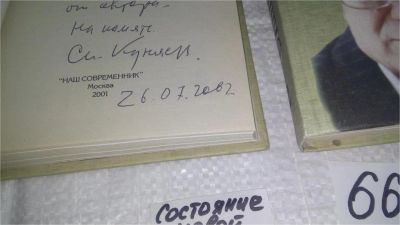 от автора.
На память
Ст. Куняев.
"НАШ СОВРЕМЕННИК"
Москва
2001
26.07.2002
состояние
новой
66